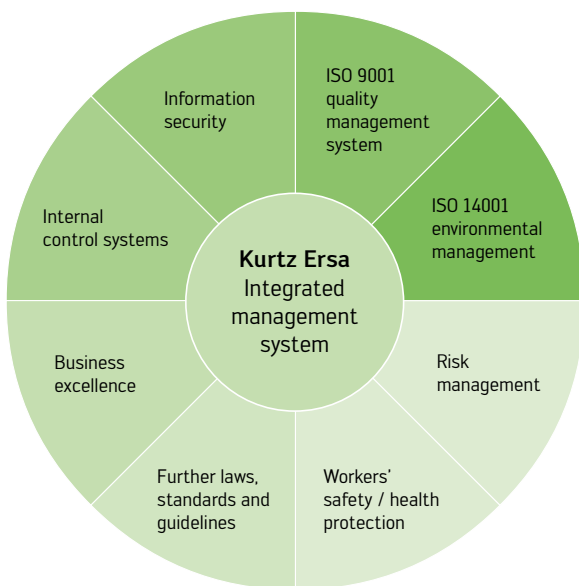 Information
security
ISO 9001
quality
management
system
ISO 14001
environmental
management
Internal
control systems
Kurtz Ersa
Integrated
management
system
Business
excellence
Risk
management
Further laws,
standards and
guidelines
Workers'
safety / health
protection